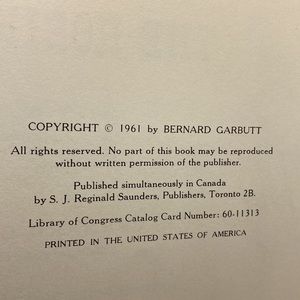 COPYRIGHT © 1961 by BERNARD GARBUTT
All rights reserved. No part of this book may be reproduced
without written permission of the publisher.
Published simultaneously in Canada
by S. J. Reginald Saunders, Publishers, Toronto 2B.
Library of Congress Catalog Card Number: 60-11313
PRINTED IN THE UNITED STATES OF AMERICA